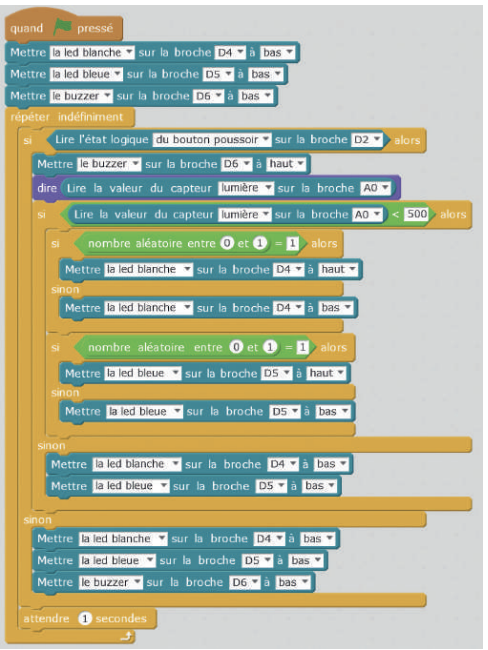 quand pressé
Mettre la led blanche sur la broche D4 à bas
Mettre la led bleue sur la broche D5 à bas
Mettre le buzzer sur la broche D6 à bas
répéter indéfiniment
si Lire l'état logique du bouton poussoir sur la broche D2 alors
Mettre le buzzer sur la broche D6 à haut
dire Lire la valeur du capteur lumière sur la broche A0
si Lire la valeur du capteur lumière sur la broche A0 < 500 alors
si nombre aléatoire entre 0 et 1 = 1 alors
Mettre la led blanche sur la broche D4 à haut
sinon
Mettre la led blanche sur la broche D4 à bas
si nombre aléatoire entre 0 et 1 = 1 alors
Mettre la led bleue sur la broche D5 à haut
sinon
Mettre la led bleue sur la broche D5 à bas
sinon
Mettre la led blanche sur la broche D4 à bas
Mettre la led bleue sur la broche D5 à bas
sinon
Mettre la led blanche sur la broche D4 à bas
Mettre la led bleue sur la broche D5 à bas
Mettre le buzzer sur la broche D6 à bas
attendre 1 secondes